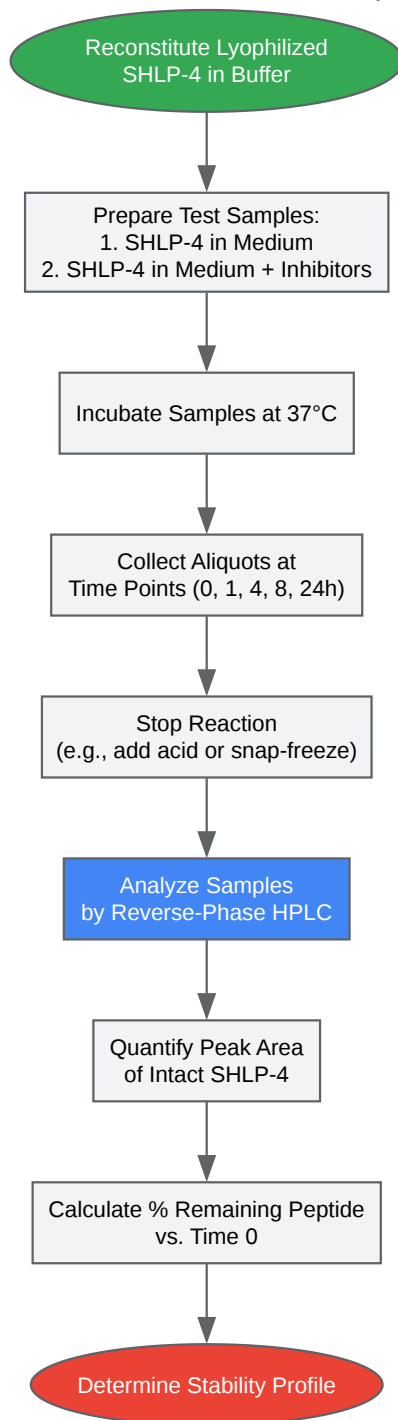 Reconstitute Lyophilized
SHLP-4 in Buffer
Prepare Test Samples:
1. SHLP-4 in Medium
2. SHLP-4 in Medium + Inhibitors
Incubate Samples at 37°C
Collect Aliquots at
Time Points (0, 1, 4, 8, 24h)
Stop Reaction
(e.g., add acid or snap-freeze)
Analyze Samples
by Reverse-Phase HPLC
Quantify Peak Area
of Intact SHLP-4
Calculate % Remaining Peptide
vs. Time 0
Determine Stability Profile